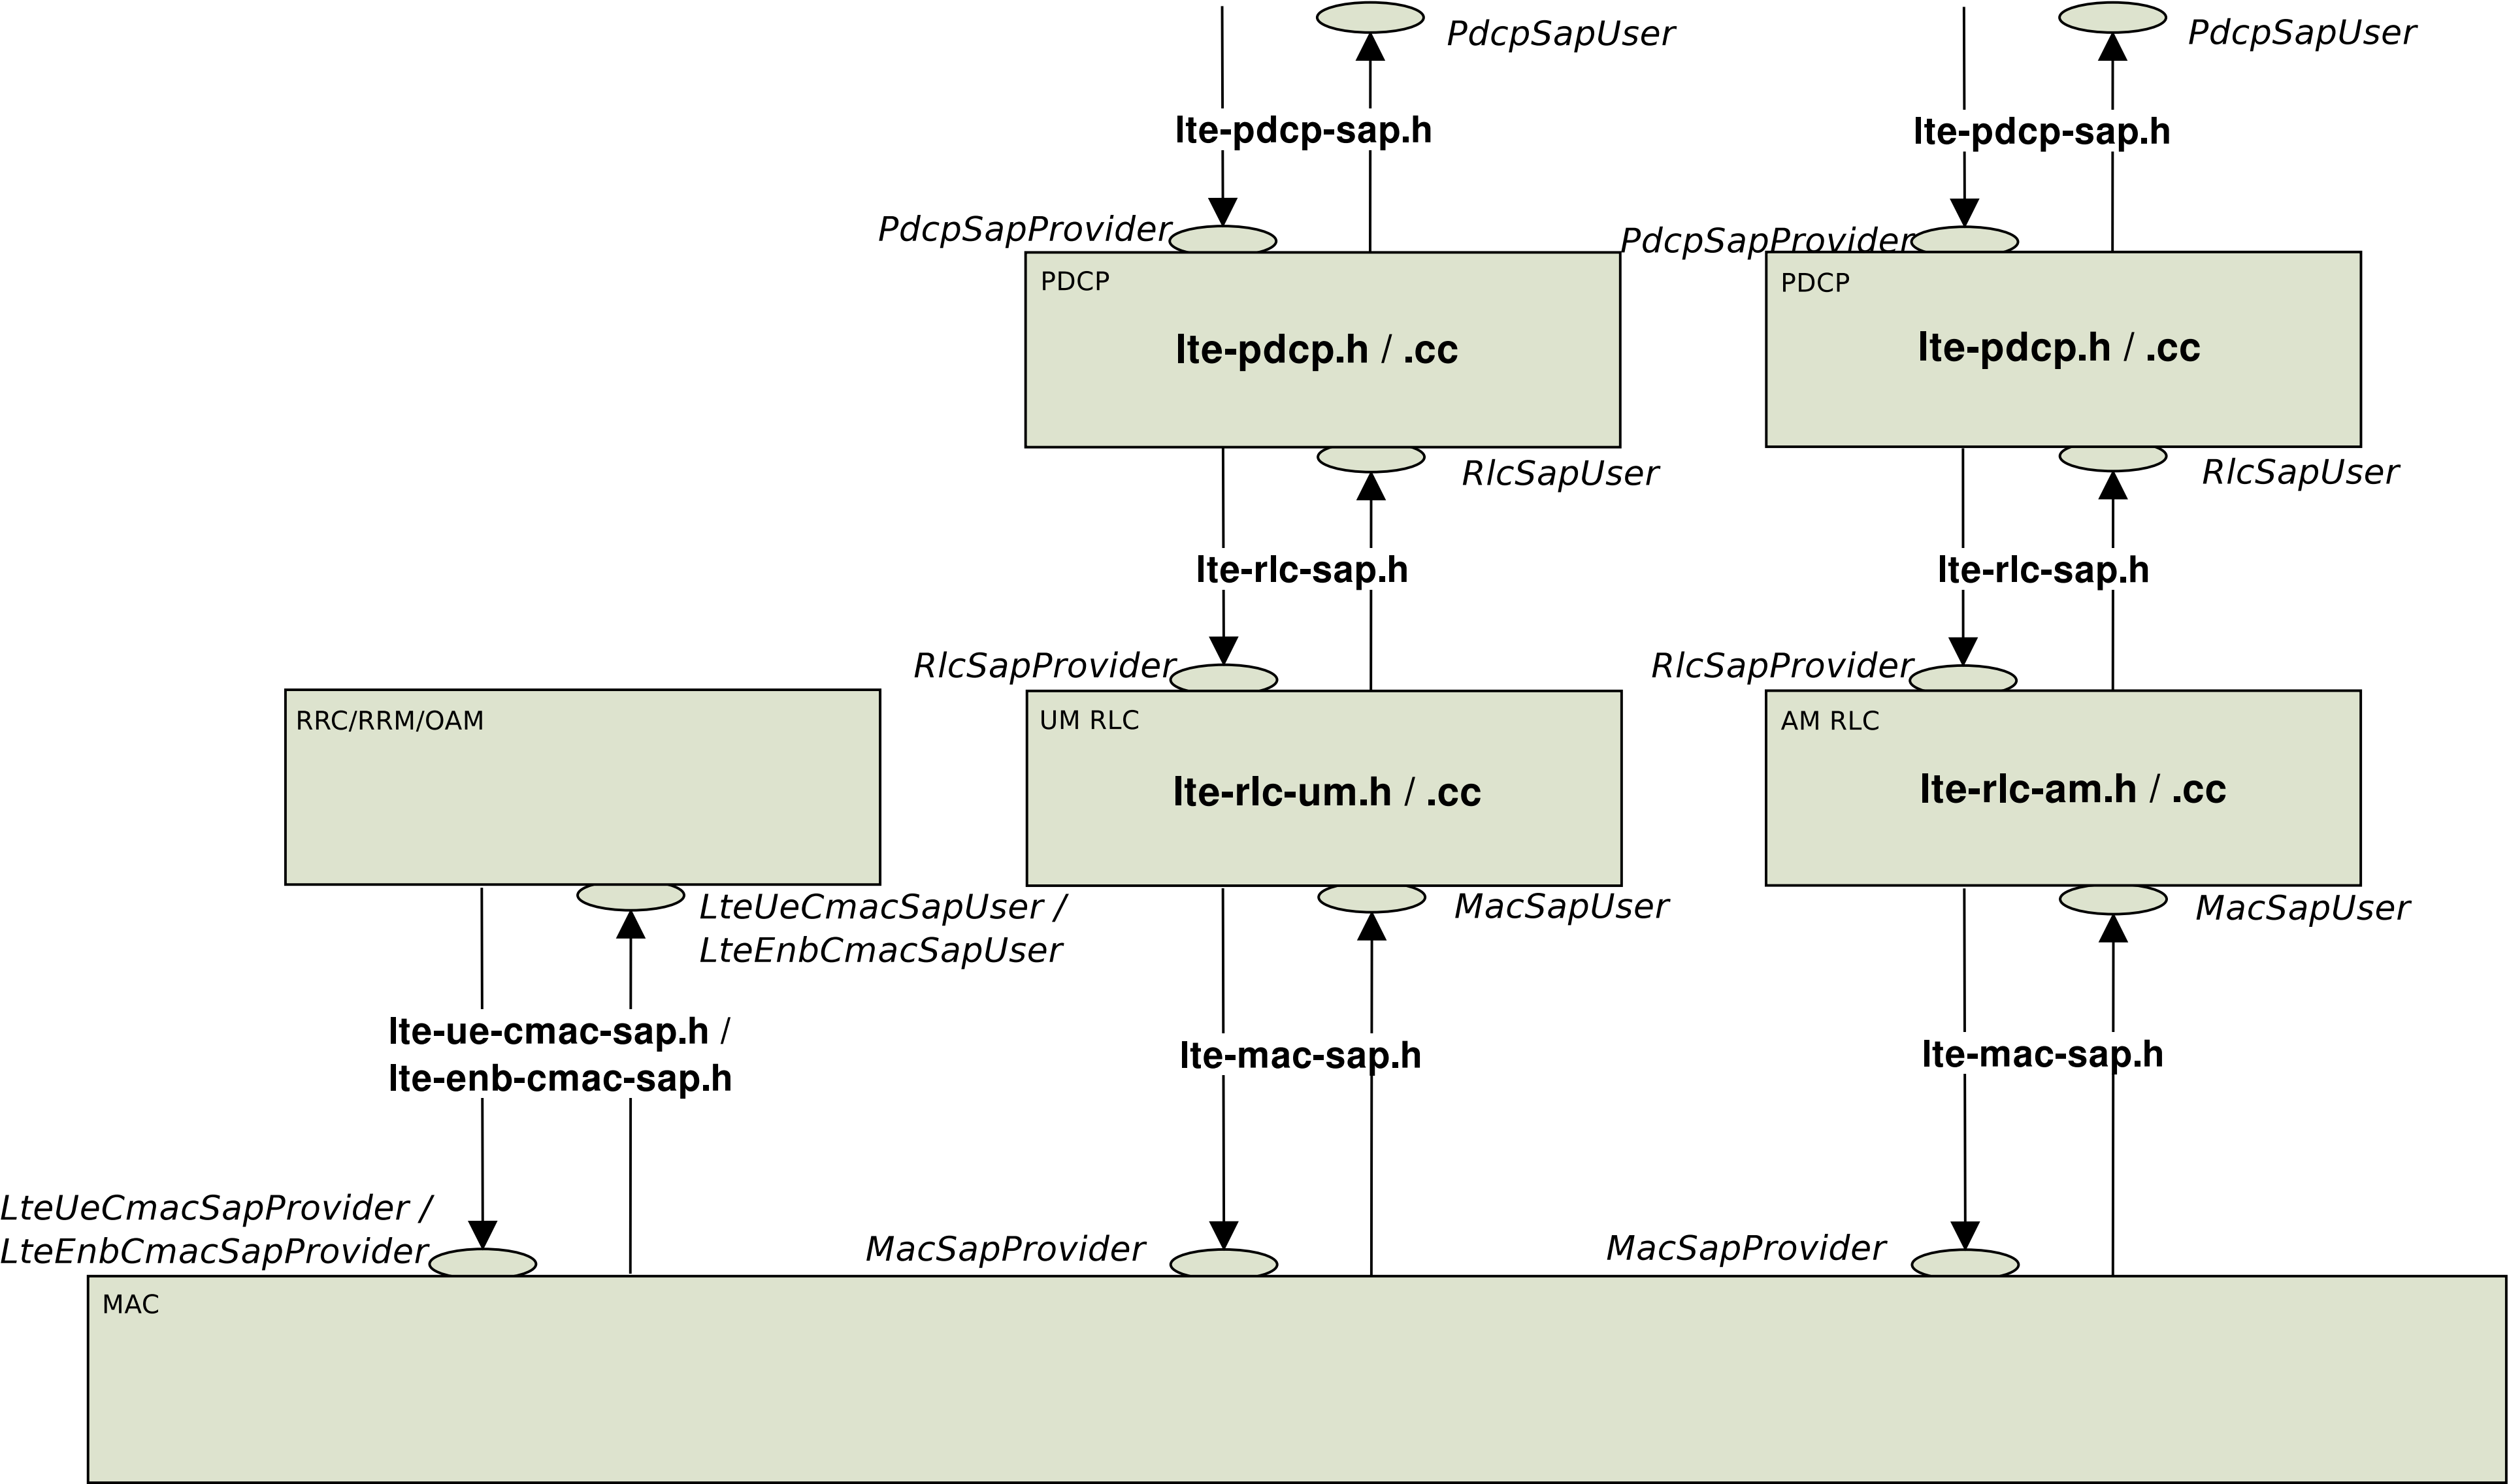 PdcpSapUser
PdcpSapUser
lte-pdcp-sap.h
lte-pdcp-sap.h
PdcpSapProvider
PdcpSapProvider
PDCP
lte-pdcp.h / .cc
PDCP
lte-pdcp.h / .cc
RlcSapUser
RlcSapUser
lte-rlc-sap.h
lte-rlc-sap.h
RlcSapProvider
RlcSapProvider
RRC/RRM/OAM
UM RLC
lte-rlc-um.h / .cc
AM RLC
lte-rlc-am.h / .cc
LteUeCmacSapUser /
LteEnbCmacSapUser
MacSapUser
MacSapUser
lte-ue-cmac-sap.h /
lte-enb-cmac-sap.h
lte-mac-sap.h
lte-mac-sap.h
LteUeCmacSapProvider /
LteEnbCmacSapProvider
MacSapProvider
MacSapProvider
MAC